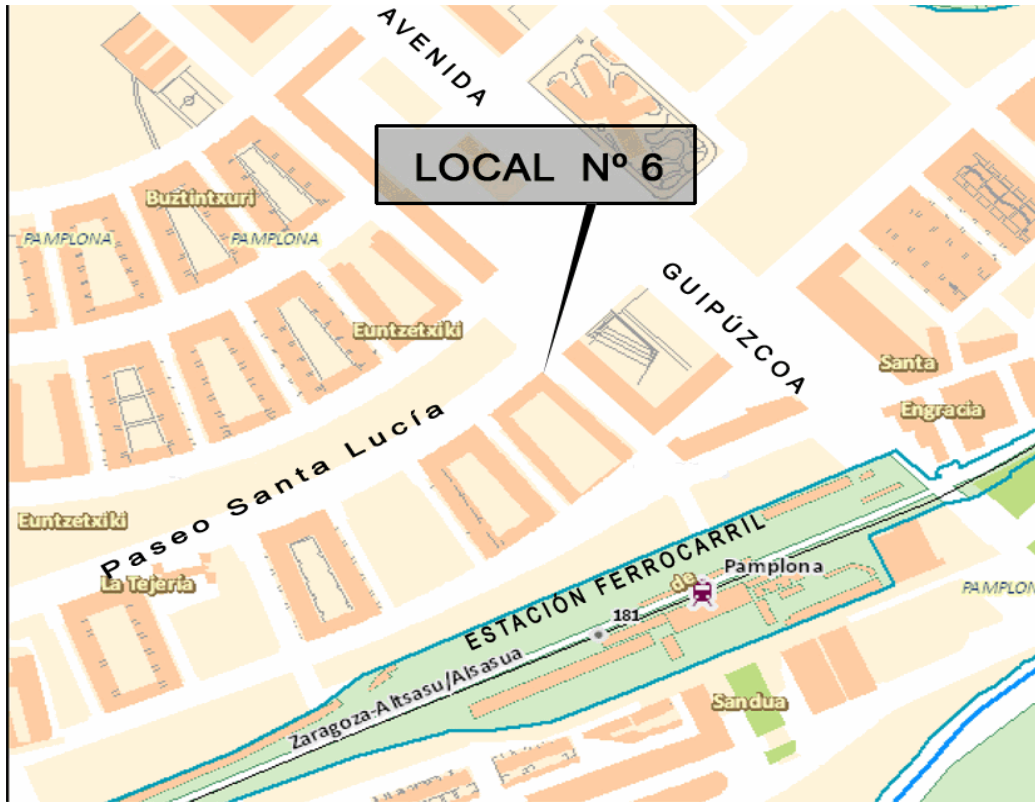 AVENIDA
LOCAL Nº 6
Buztintxuri
PAMPLONA
PAMPLONA
GUIPÚZCOA
Euntzetxiki
Santa
Engracia
Paseo Santa Lucía
Euntzetxiki
La Tejería
ESTACIÓN FERROCARRIL
de
Pamplona
181
PAMPLON
Zaragoza-Altsasu/Alsasua
Sandua